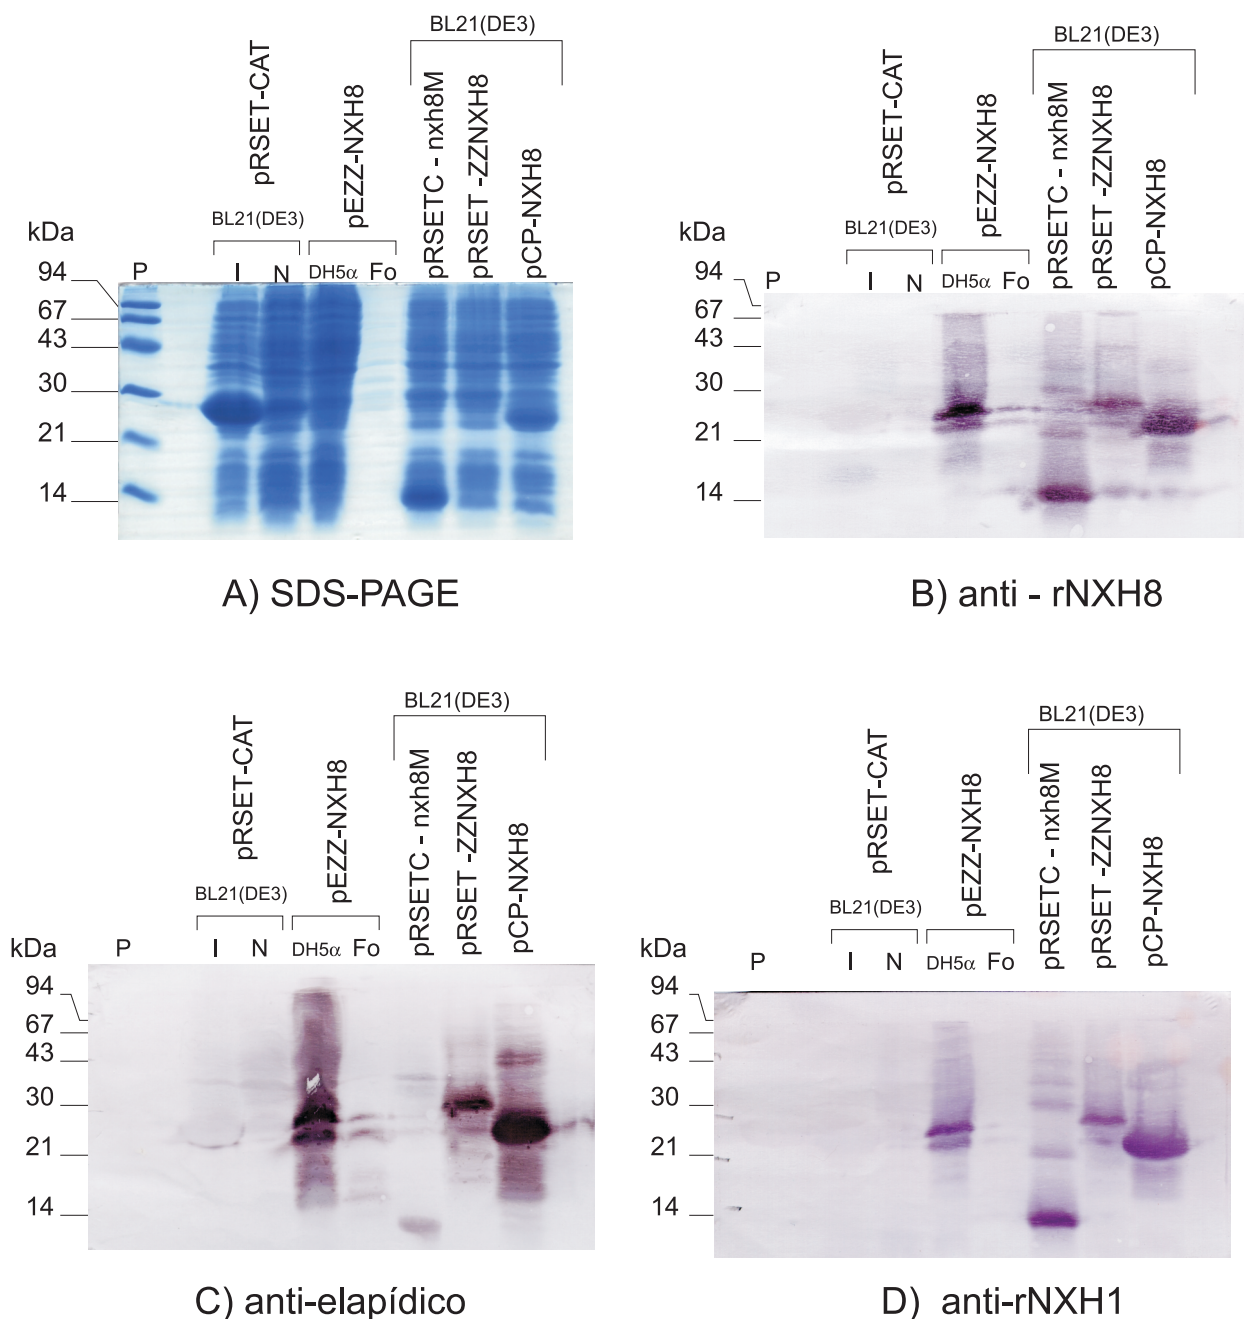 BL21(DE3)
pRSET-CAT
pEZZ-NXH8
pRSETC - nxh8M
pRSET -ZZNXH8
pCP-NXH8
BL21(DE3)
kDa
P
I
N
DH5α
Fo
94
67
43
30
21
14
A) SDS-PAGE
BL21(DE3)
pRSET-CAT
pEZZ-NXH8
pRSETC - nxh8M
pRSET -ZZNXH8
pCP-NXH8
BL21(DE3)
kDa
P
I
N
DH5α
Fo
94
67
43
30
21
14
B) anti - rNXH8
BL21(DE3)
pRSET-CAT
pEZZ-NXH8
pRSETC - nxh8M
pRSET -ZZNXH8
pCP-NXH8
BL21(DE3)
kDa
P
I
N
DH5α
Fo
94
67
43
30
21
14
C) anti-elapídico
BL21(DE3)
pRSET-CAT
pEZZ-NXH8
pRSETC - nxh8M
pRSET -ZZNXH8
pCP-NXH8
BL21(DE3)
kDa
P
I
N
DH5α
Fo
94
67
43
30
21
14
D) anti-rNXH1